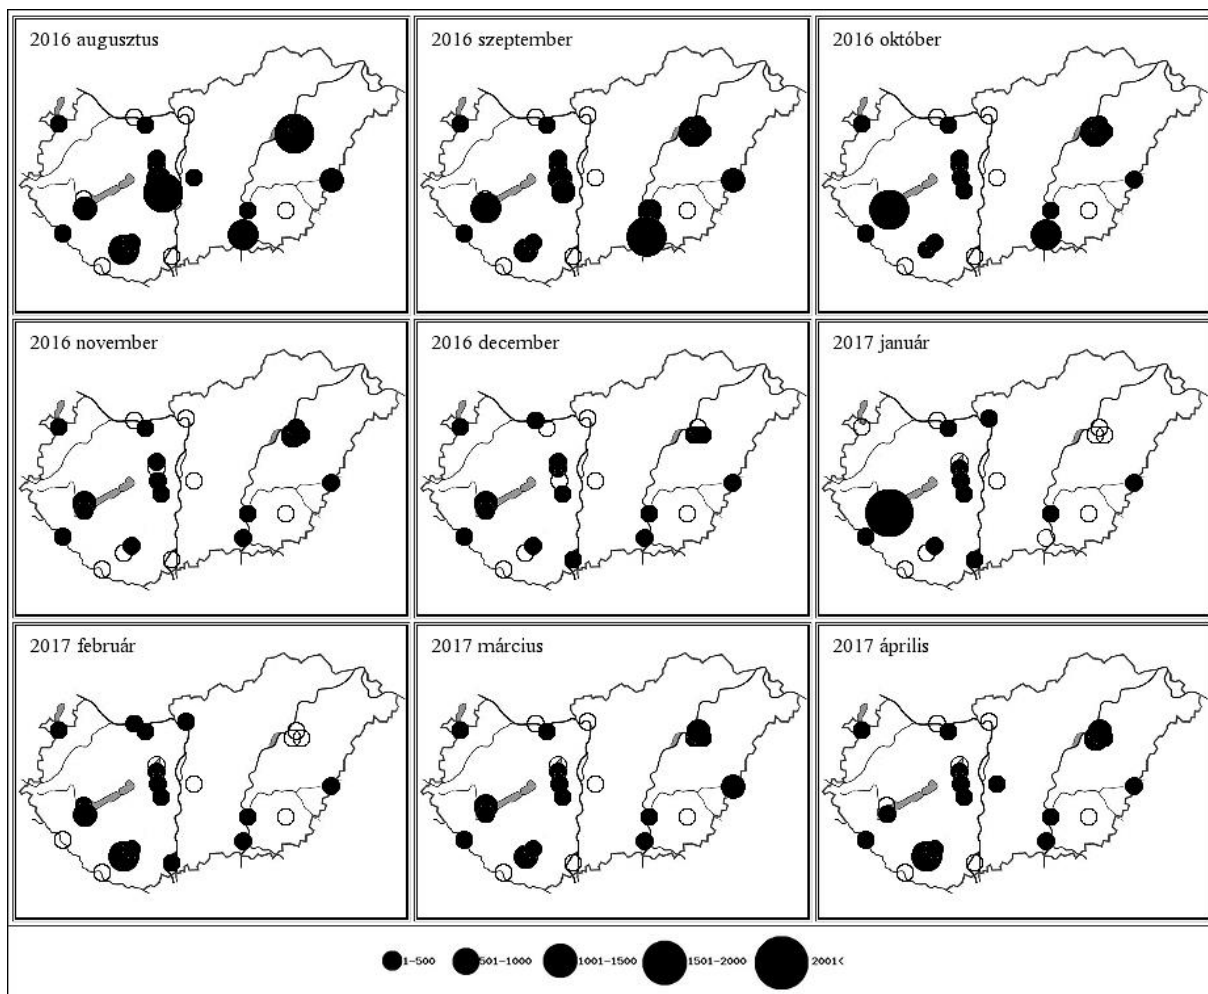 2016 augusztus
2016 szeptember
2016 október
2016 november
2016 december
2017 január
2017 február
2017 március
2017 április
1-500
501-1000
1001-1500
1501-2000
2001<